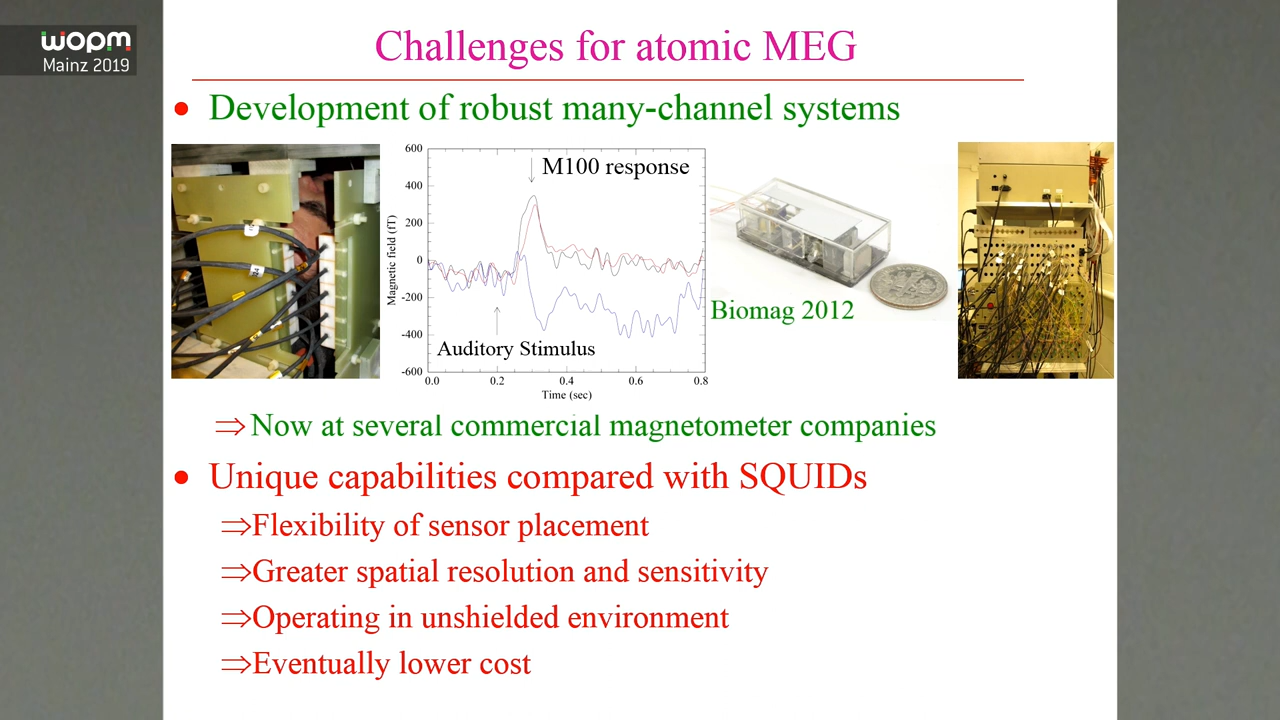 wopm
Mainz 2019
Challenges for atomic MEG
• Development of robust many-channel systems
600
400
200
0
-200
-400
-600
Magnetic field (fT)
M100 response
Auditory Stimulus
0.0
0.2
0.4
0.6
0.8
Time (sec)
Biomag 2012
⇒ Now at several commercial magnetometer companies
• Unique capabilities compared with SQUIDs
⇒Flexibility of sensor placement
⇒Greater spatial resolution and sensitivity
⇒Operating in unshielded environment
⇒Eventually lower cost